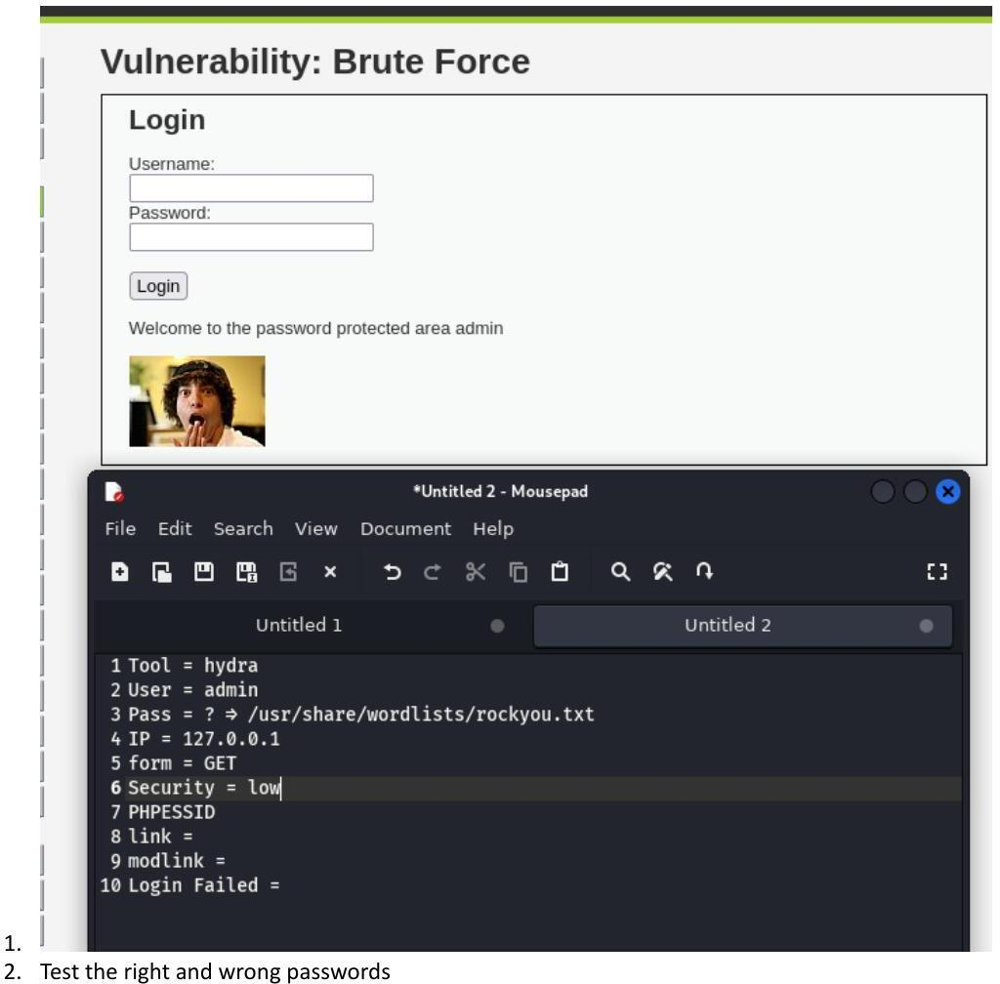 Vulnerability: Brute Force
Login
Username:
Password:
Login
Welcome to the password protected area admin
*Untitled 2 - Mousepad
File Edit Search View Document Help
Untitled 1 Untitled 2
1 Tool = hydra
2 User = admin
3 Pass = ? ⇒ /usr/share/wordlists/rockyou.txt
4 IP = 127.0.0.1
5 form = GET
6 Security = low
7 PHPESSID
8 link =
9 modlink =
10 Login Failed =
1.
2. Test the right and wrong passwords